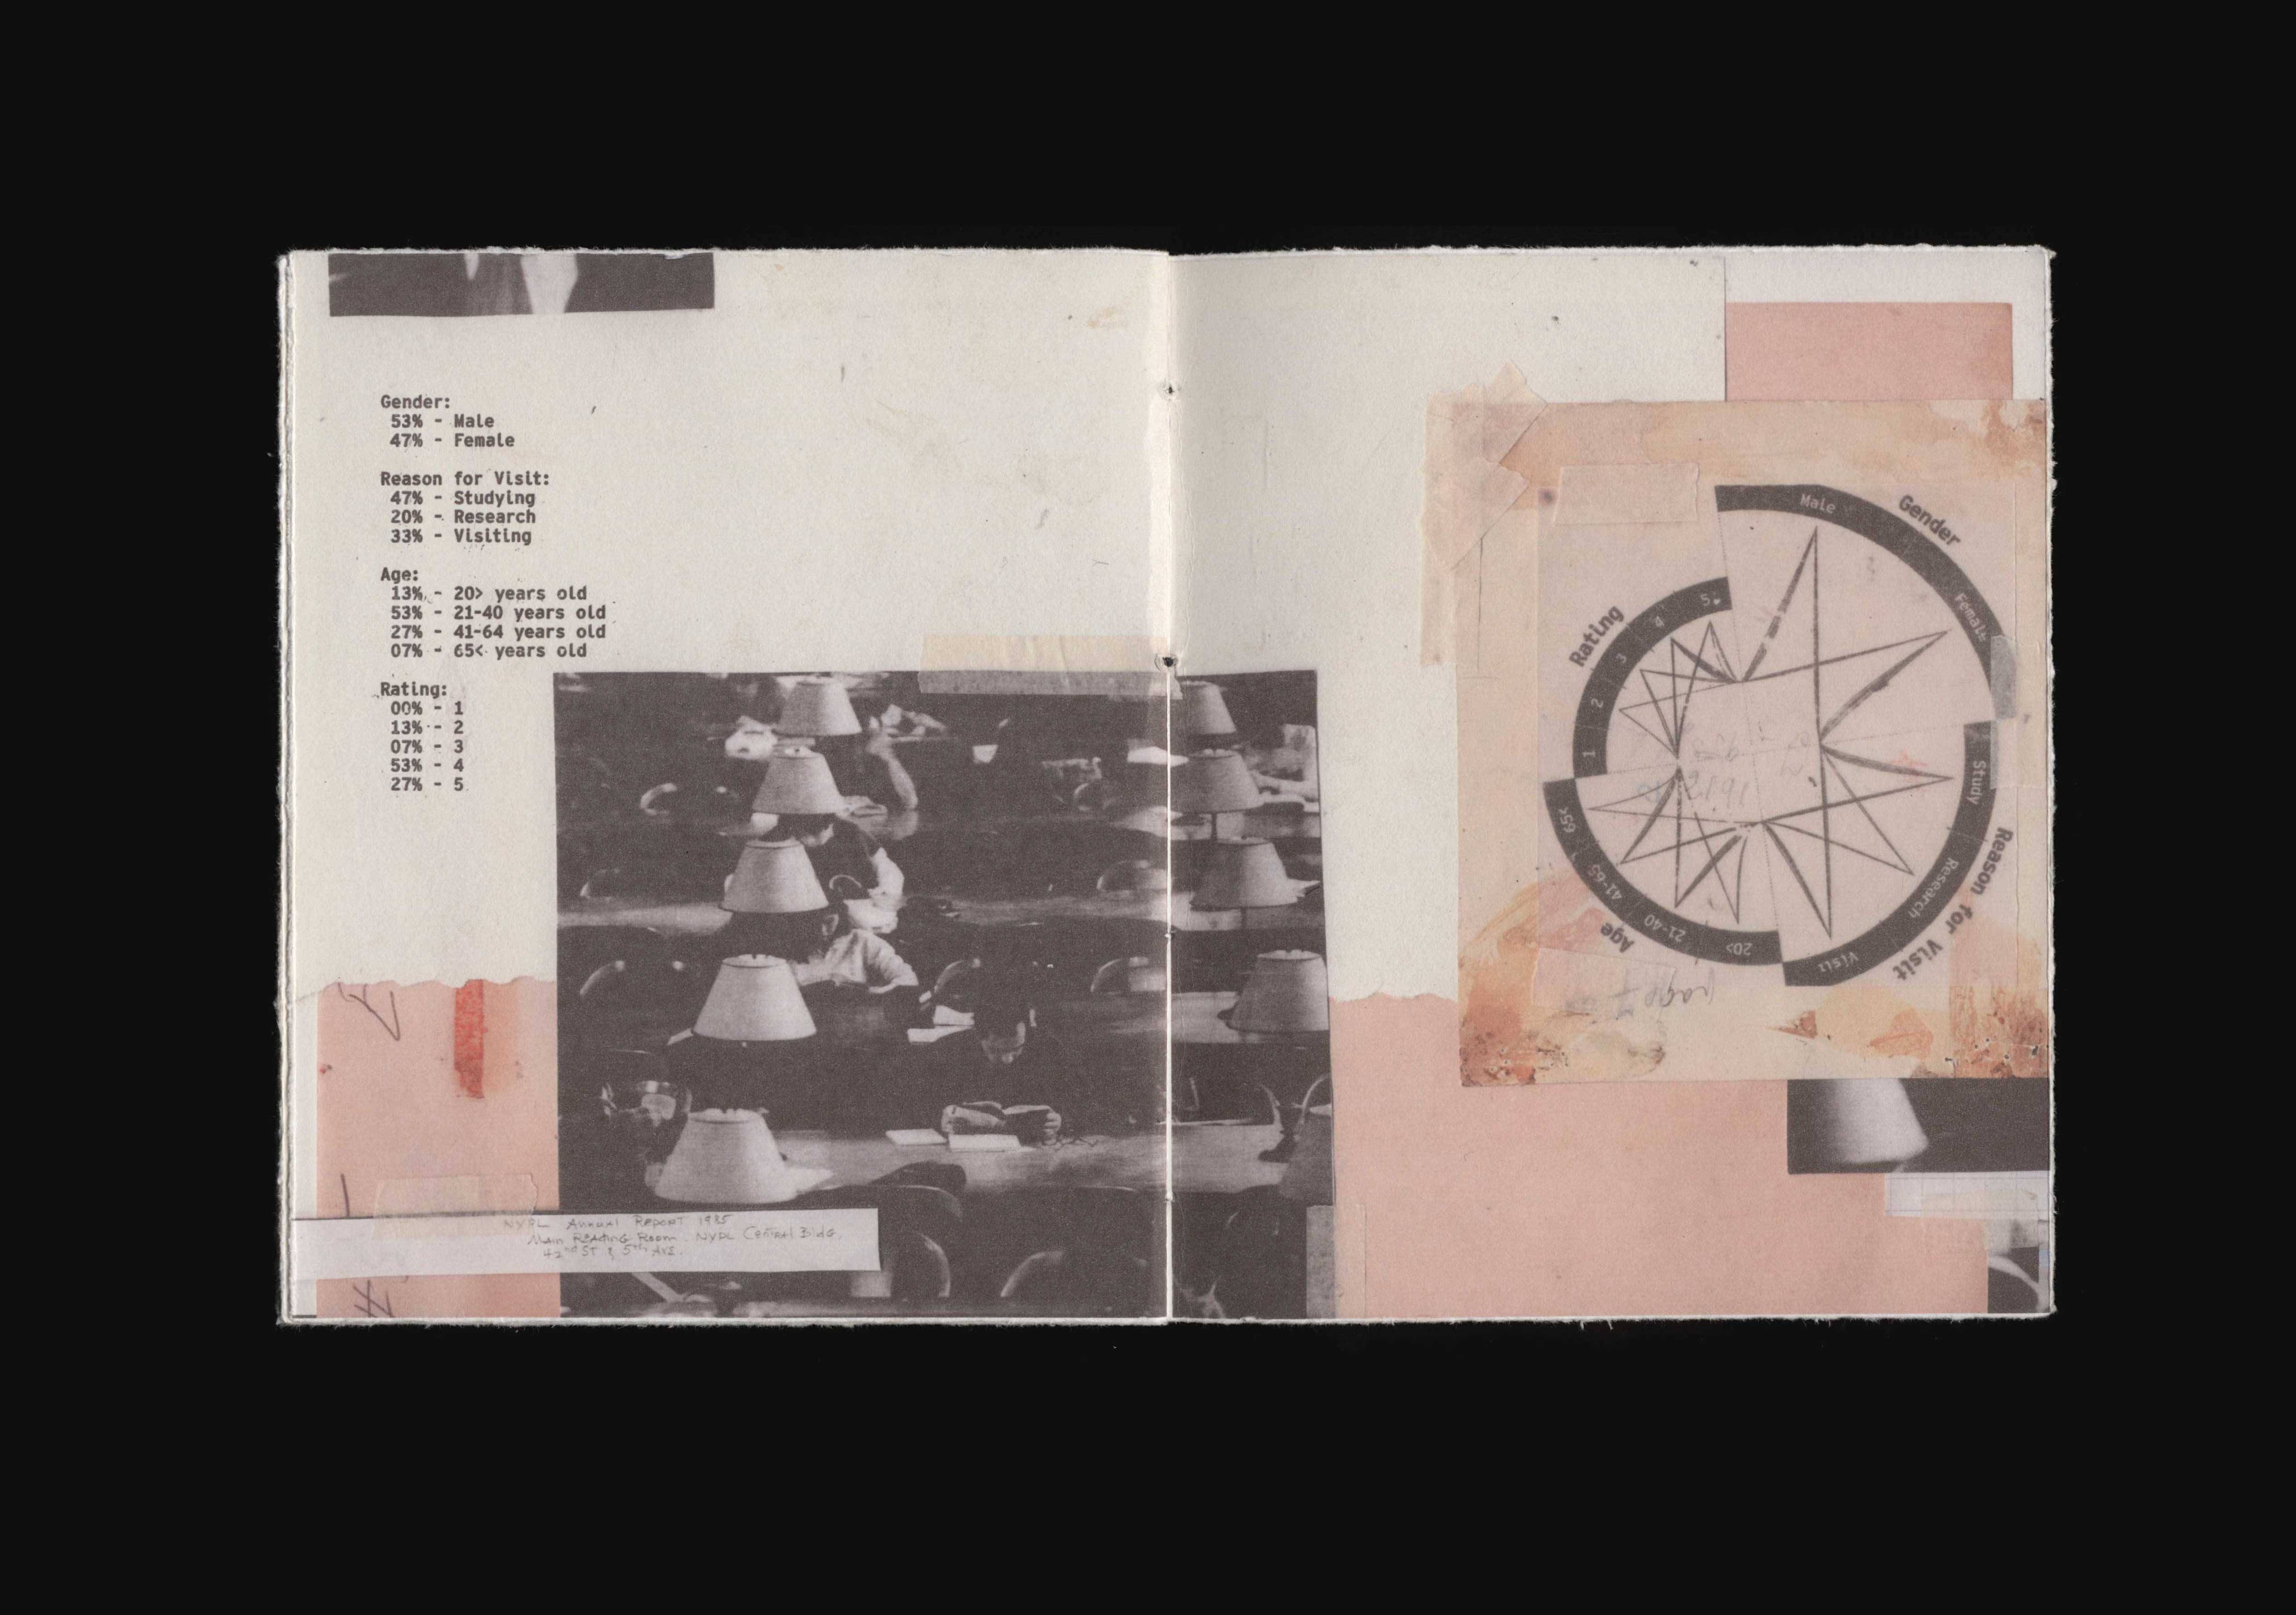 Gender:
53% - Male
47% - Female
Reason for Visit:
47% - Studying
20% - Research
33% - Visiting
Age:
13% - 20> years old
53% - 21-40 years old
27% - 41-64 years old
07% - 65< years old
Rating:
00% - 1
13% - 2
07% - 3
53% - 4
27% - 5
NYPL Annual Report 1985
Main Reading Room. NYPL Central Bldg.
42nd ST & 5th Ave.
Gender
Male
Female
Reason for Visit
Study
Research
Visit
Age
20>
21-40
41-65
65>
Rating
1
2
3
4
5